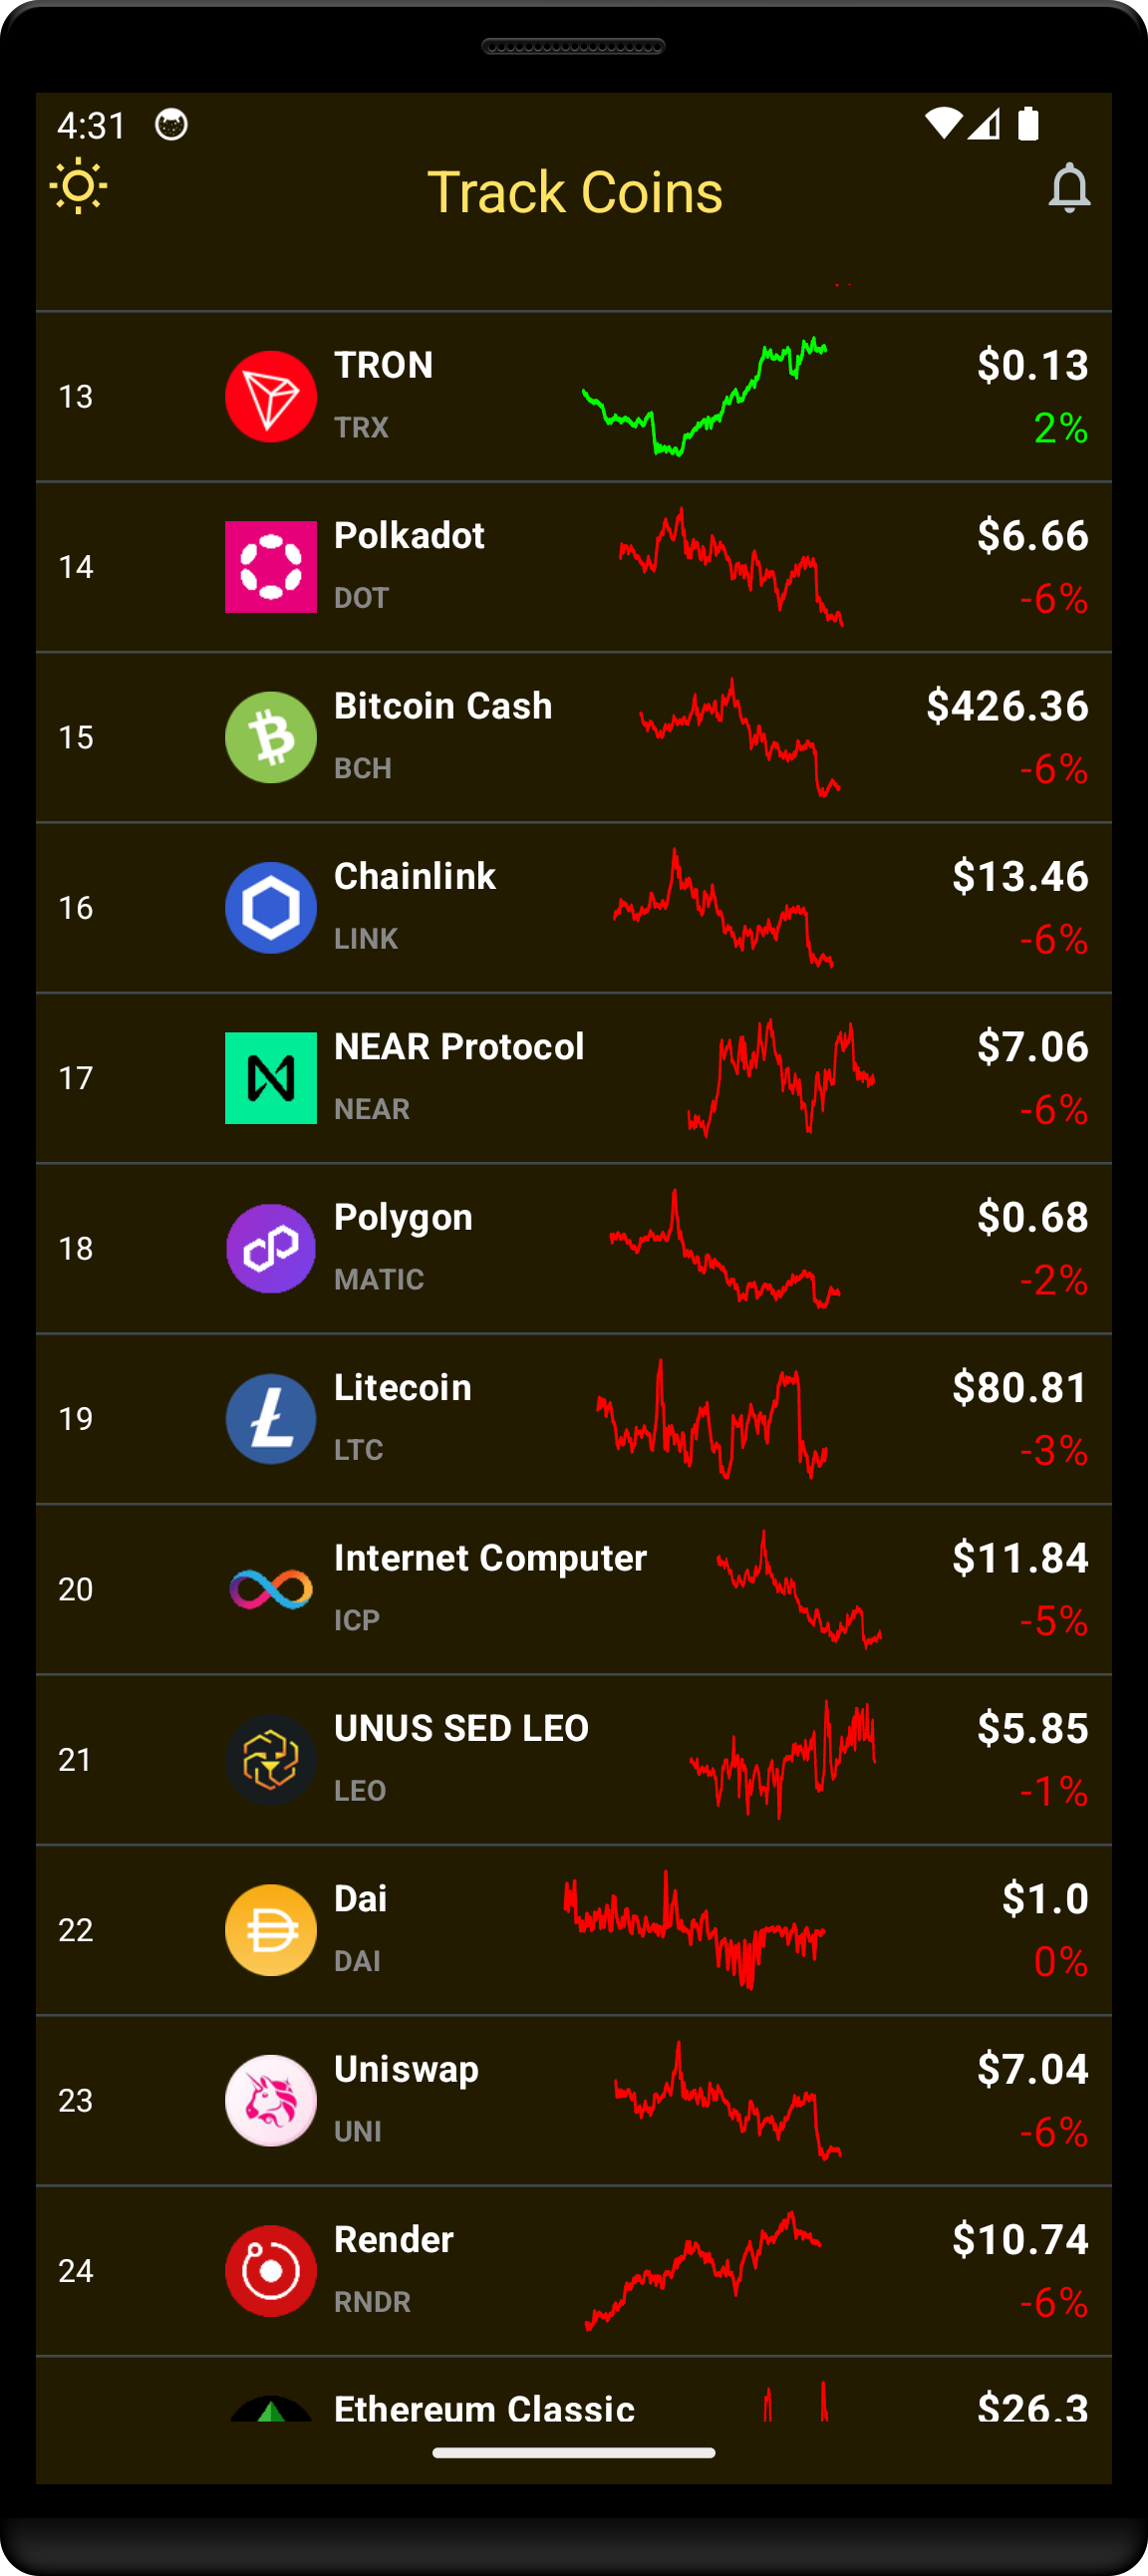 4:31
Track Coins
13
TRON
TRX
$0.13
2%
14
Polkadot
DOT
$6.66
-6%
15
Bitcoin Cash
BCH
$426.36
-6%
16
Chainlink
LINK
$13.46
-6%
17
NEAR Protocol
NEAR
$7.06
-6%
18
Polygon
MATIC
$0.68
-2%
19
Litecoin
LTC
$80.81
-3%
20
Internet Computer
ICP
$11.84
-5%
21
UNUS SED LEO
LEO
$5.85
-1%
22
Dai
DAI
$1.0
0%
23
Uniswap
UNI
$7.04
-6%
24
Render
RNDR
$10.74
-6%
Ethereum Classic
$26.3